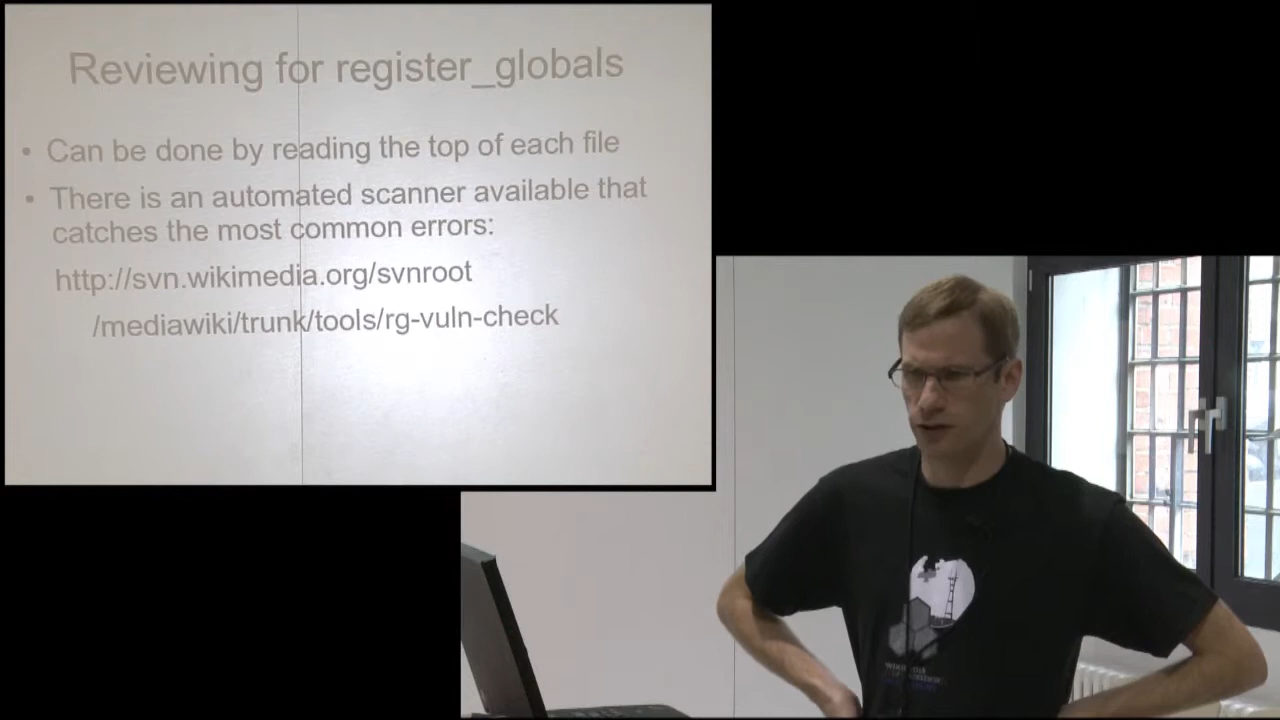 Reviewing for register_globals
• Can be done by reading the top of each file
• There is an automated scanner available that
catches the most common errors:
http://svn.wikimedia.org/svnroot
/mediawiki/trunk/tools/rg-vuln-check